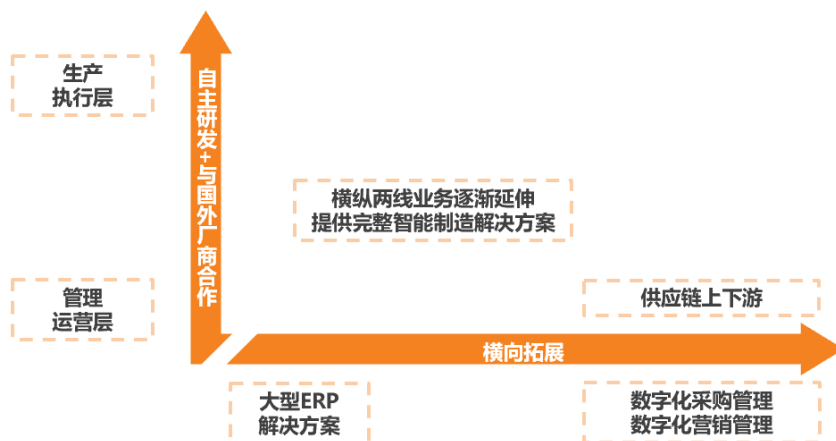 生产
执行层
自主研发+与国外厂商合作
横纵两线业务逐渐延伸
提供完整智能制造解决方案
管理
运营层
供应链上下游
横向拓展
大型ERP
解决方案
数字化采购管理
数字化营销管理